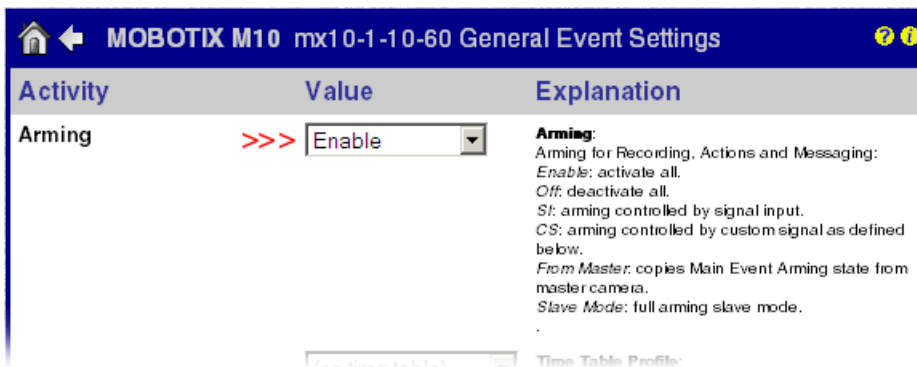 MOBOTIX M10 mx10-1-10-60 General Event Settings ? i
Activity Value Explanation
Arming >>> Enable
Arming:
Arming for Recording, Actions and Messaging:
Enable: activate all.
Off: deactivate all.
SI: arming controlled by signal input.
CS: arming controlled by custom signal as defined
below.
From Master: copies Main Event Arming state from
master camera.
Slave Mode: full arming slave mode.
.
(no time table) Time Table Profile: